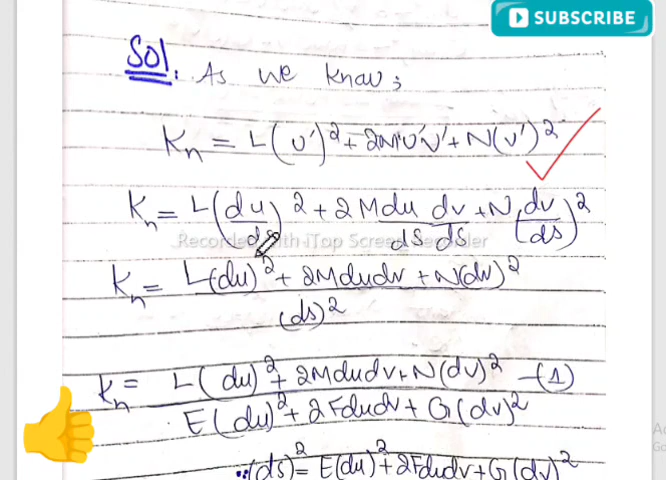 SUBSCRIBE
Sol. As we know;
Kn = L(u')² + 2Mu'v' + N(v')²
Kn = L(du/ds)² + 2M du/ds dv/ds + N(dv/ds)²
Recorded with iTop Screen Recorder
Kn = L(du)² + 2Mdudv + N(dv)² / (ds)²
Kn = L(du)² + 2Mdudv + N(dv)² / E(du)² + 2Fdudv + G(dv)² —(1)
∵ (ds)² = E(du)² + 2Fdudv + G(dv)²